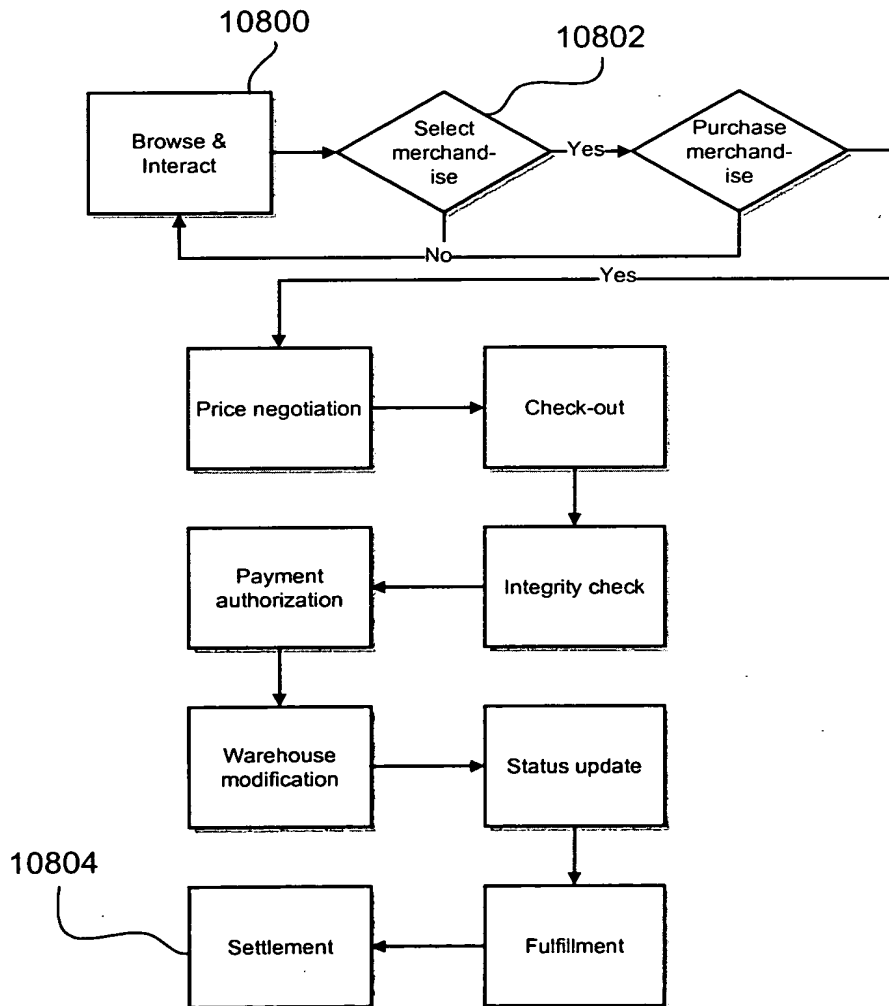 10800
10802
Browse &
Interact
Select
merchand-
ise
Yes
Purchase
merchand-
ise
No
Yes
Price negotiation
Check-out
Payment
authorization
Integrity check
Warehouse
modification
Status update
10804
Settlement
Fulfillment